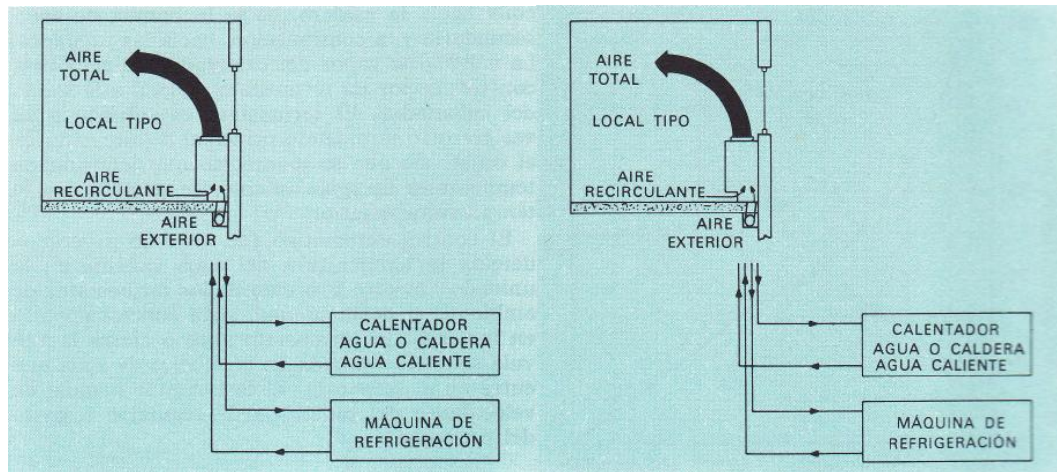 AIRE
TOTAL
LOCAL TIPO
AIRE
RECIRCULANTE
AIRE
EXTERIOR
CALENTADOR
AGUA O CALDERA
AGUA CALIENTE
MÁQUINA DE
REFRIGERACIÓN
AIRE
TOTAL
LOCAL TIPO
AIRE
RECIRCULANTE
AIRE
EXTERIOR
CALENTADOR
AGUA O CALDERA
AGUA CALIENTE
MÁQUINA DE
REFRIGERACIÓN